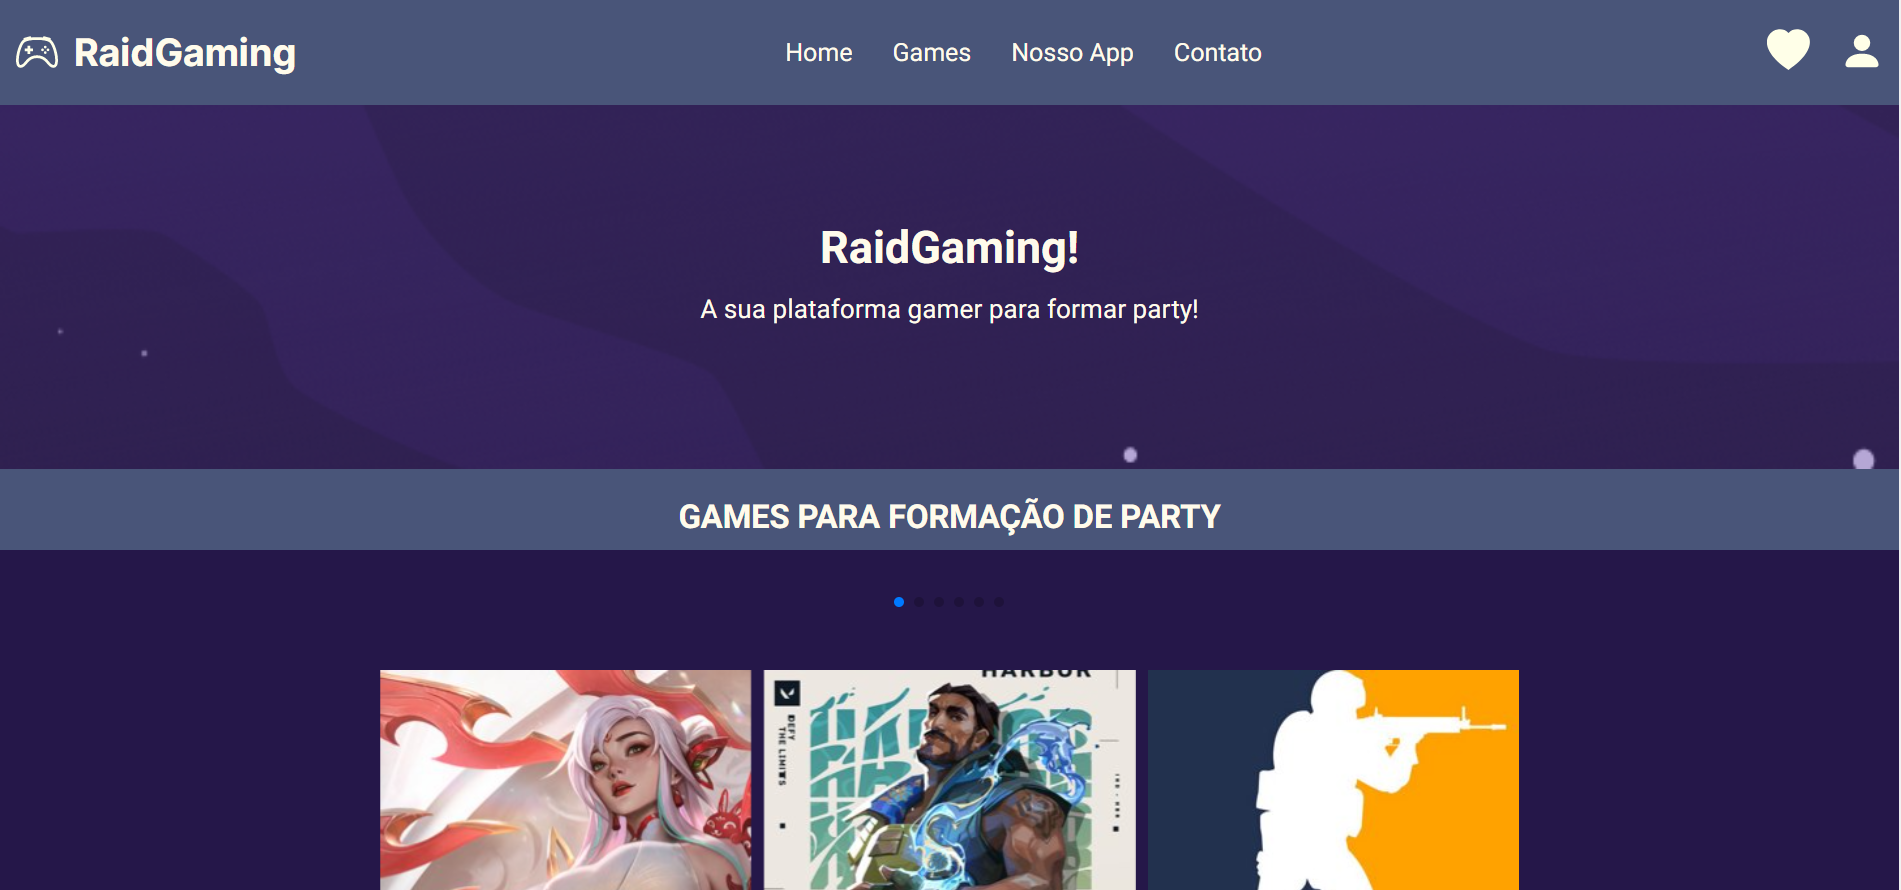 RaidGaming
Home
Games
Nosso App
Contato
RaidGaming!
A sua plataforma gamer para formar party!
GAMES PARA FORMAÇÃO DE PARTY
HARBOR
DEFY
THE LIMITS